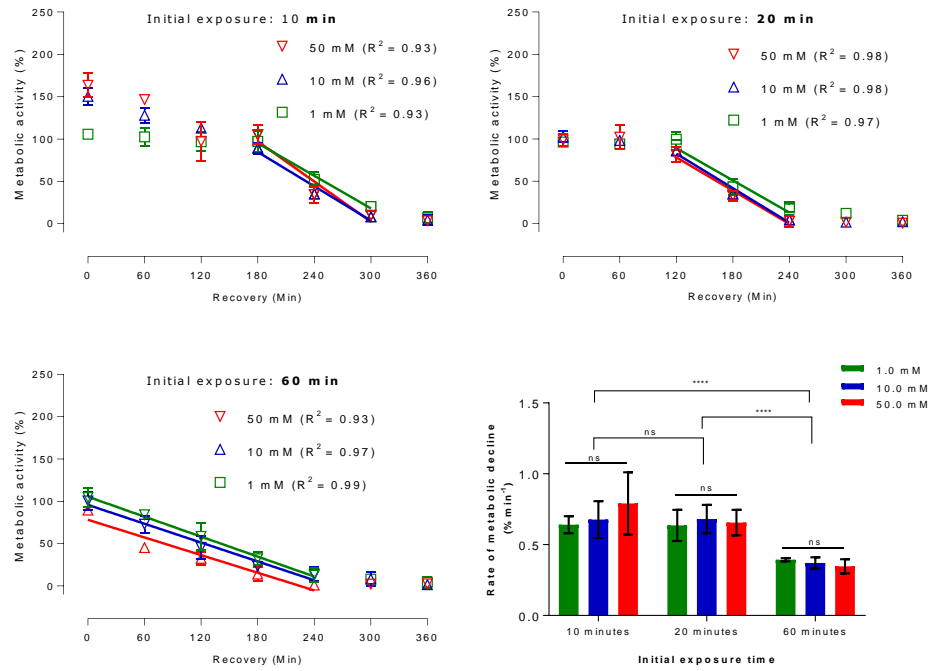 Initial exposure: 10 min
50 mM (R² = 0.93)
10 mM (R² = 0.96)
1 mM (R² = 0.93)
Metabolic activity (%)
250
200
150
100
50
0
0 60 120 180 240 300 360
Recovery (Min)
Initial exposure: 20 min
50 mM (R² = 0.98)
10 mM (R² = 0.98)
1 mM (R² = 0.97)
Metabolic activity (%)
250
200
150
100
50
0
0 60 120 180 240 300 360
Recovery (Min)
Initial exposure: 60 min
50 mM (R² = 0.93)
10 mM (R² = 0.97)
1 mM (R² = 0.99)
Metabolic activity (%)
250
200
150
100
50
0
0 60 120 180 240 300 360
Recovery (Min)
1.0 mM
10.0 mM
50.0 mM
****
****
ns
ns
ns
ns
Rate of metabolic decline
(% min⁻¹)
1.5
1.0
0.5
0.0
10 minutes 20 minutes 60 minutes
Initial exposure time